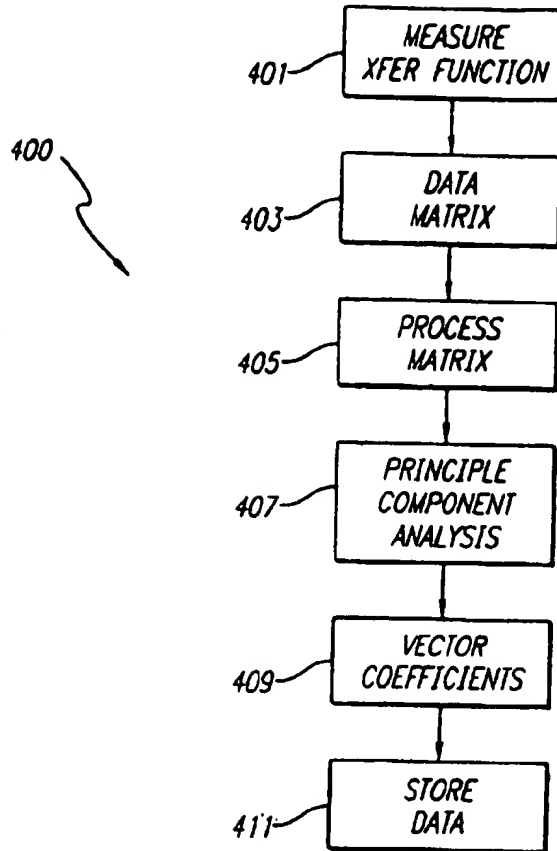 MEASURE
XFER FUNCTION
401
400
DATA
MATRIX
403
PROCESS
MATRIX
405
PRINCIPLE
COMPONENT
ANALYSIS
407
VECTOR
COEFFICIENTS
409
STORE
DATA
411